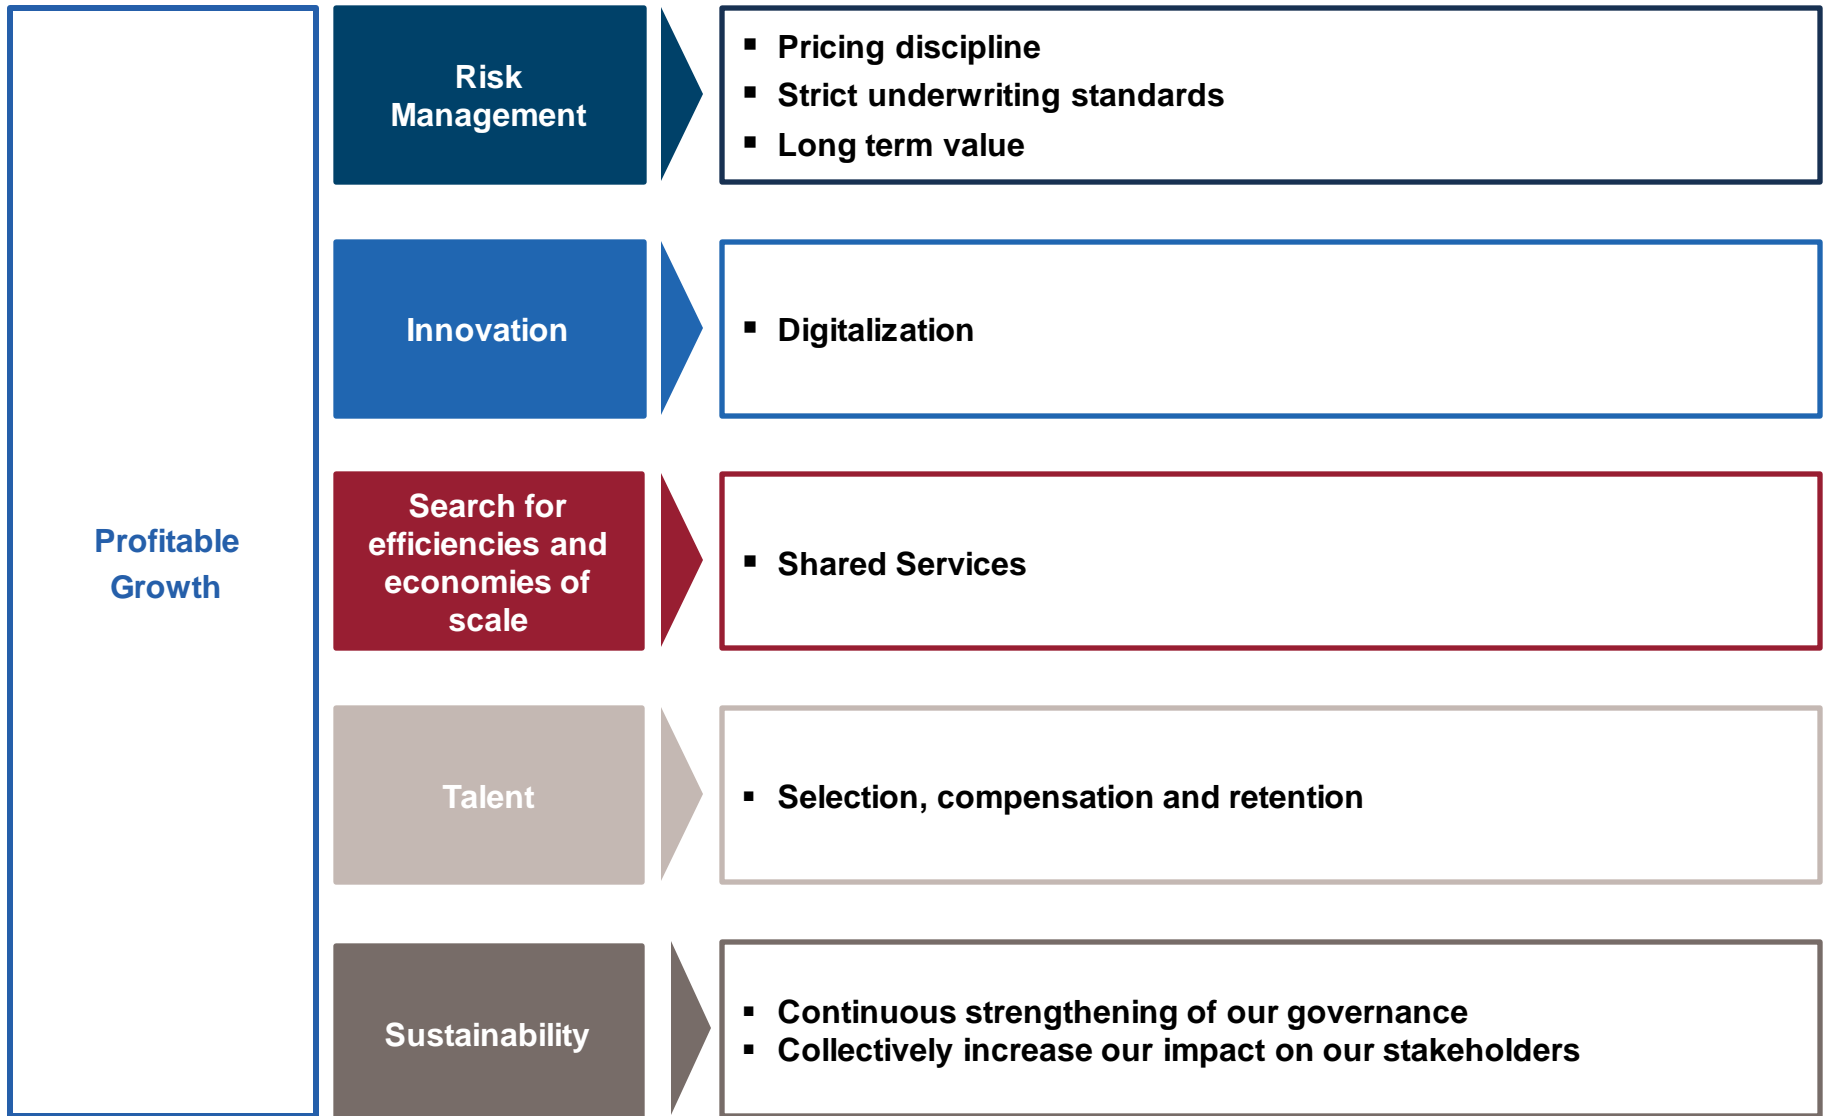 Profitable
Growth
Risk
Management
▪ Pricing discipline
▪ Strict underwriting standards
▪ Long term value
Innovation
▪ Digitalization
Search for
efficiencies and
economies of
scale
▪ Shared Services
Talent
▪ Selection, compensation and retention
Sustainability
▪ Continuous strengthening of our governance
▪ Collectively increase our impact on our stakeholders